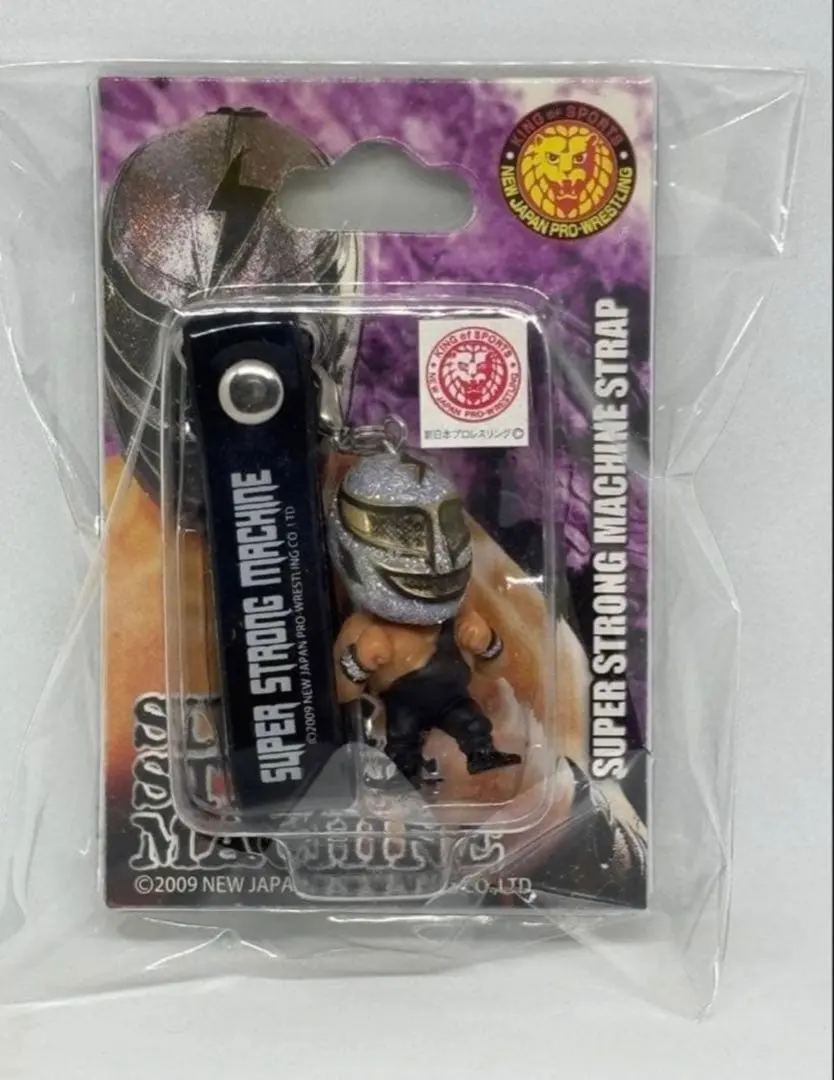 KING of SPORTS
NEW JAPAN PRO-WRESTLING
KING of SPORTS
NEW JAPAN PRO-WRESTLING
新日本プロレスリング©
SUPER STRONG MACHINE STRAP
SUPER STRONG MACHINE
©2009 NEW JAPAN PRO-WRESTLING CO.,LTD
MACHINE
©2009 NEW JAPA
CO.,LTD.